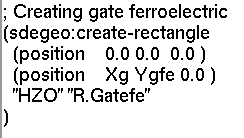 ; Creating gate ferroelectric
(sdegeo:create-rectangle
(position 0.0 0.0 0.0 )
(position Xg Ygfe 0.0 )
"HZO" "R.Gatefe"
)